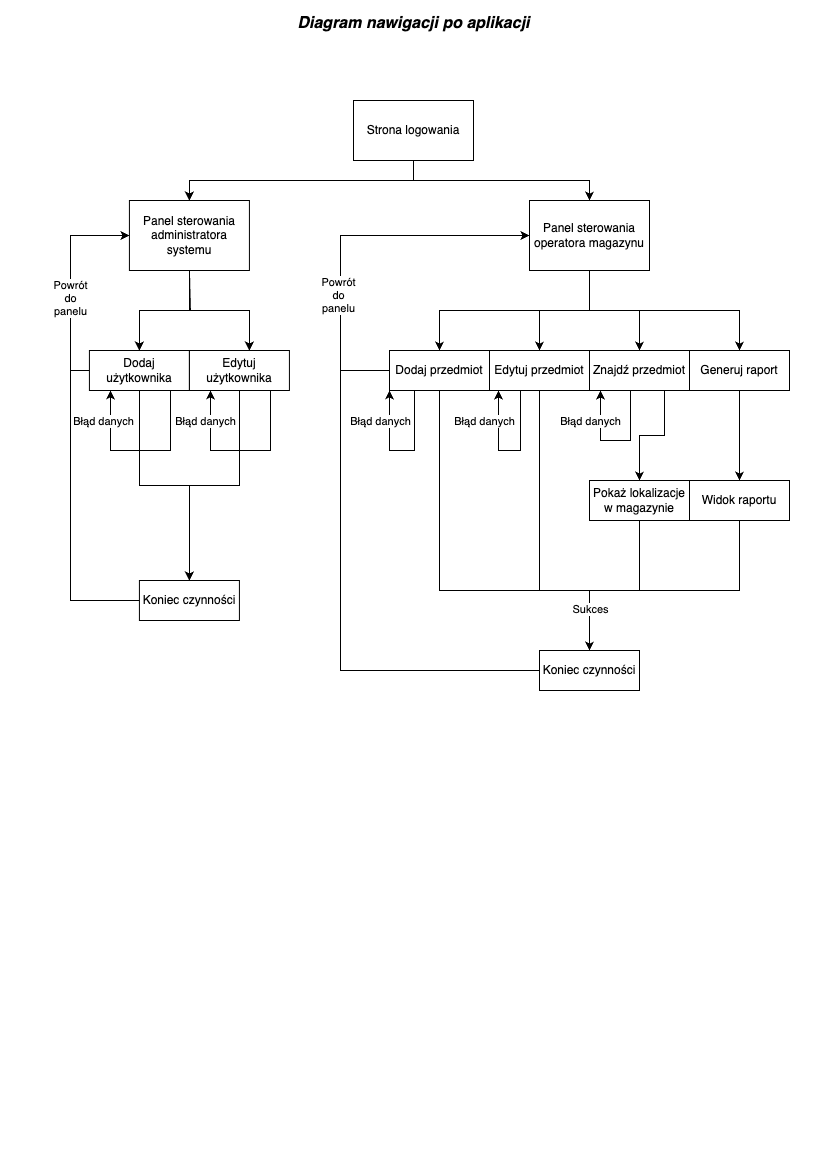 Diagram nawigacji po aplikacji
Strona logowania
Panel sterowania
administratora
systemu
Panel sterowania
operatora magazynu
Powrót
do
panelu
Powrót
do
panelu
Dodaj
użytkownika
Edytuj
użytkownika
Dodaj przedmiot
Edytuj przedmiot
Znajdź przedmiot
Generuj raport
Błąd danych
Błąd danych
Błąd danych
Błąd danych
Błąd danych
Pokaż lokalizacje
w magazynie
Widok raportu
Koniec czynności
Sukces
Koniec czynności